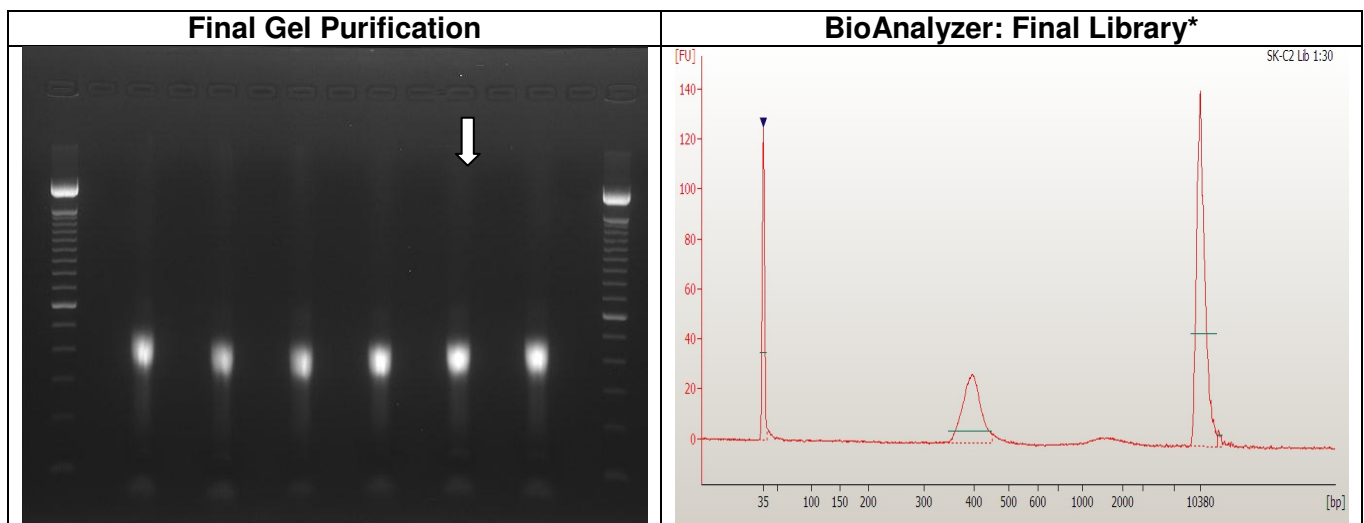 Final Gel Purification
BioAnalyzer: Final Library*
[FU]
SK-C2 Lib 1:30
140
120
100
80
60
40
20
0
35 100 150 200 300 400 500 600 1000 2000 10380 [bp]